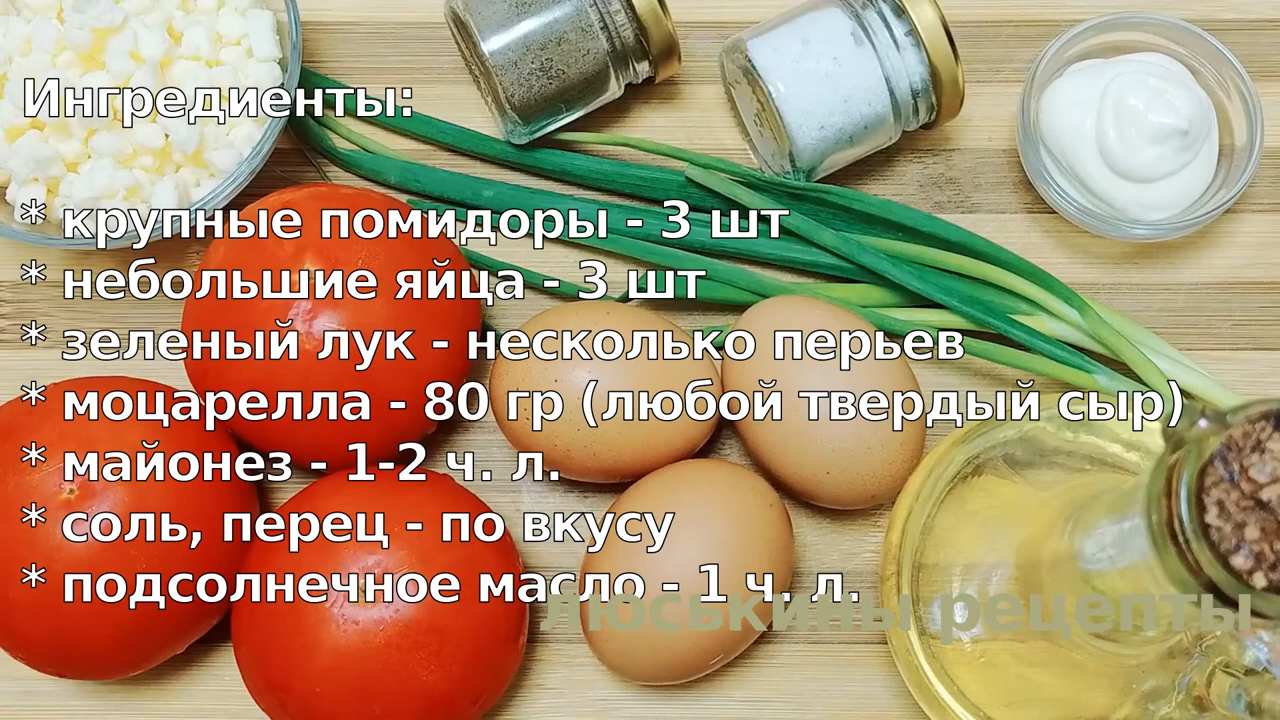 Ингредиенты:
* крупные помидоры - 3 шт
* небольшие яйца - 3 шт
* зеленый лук - несколько перьев
* моцарелла - 80 гр (любой твердый сыр)
* майонез - 1-2 ч. л.
* соль, перец - по вкусу
* подсолнечное масло - 1 ч. л.
люськины рецепты